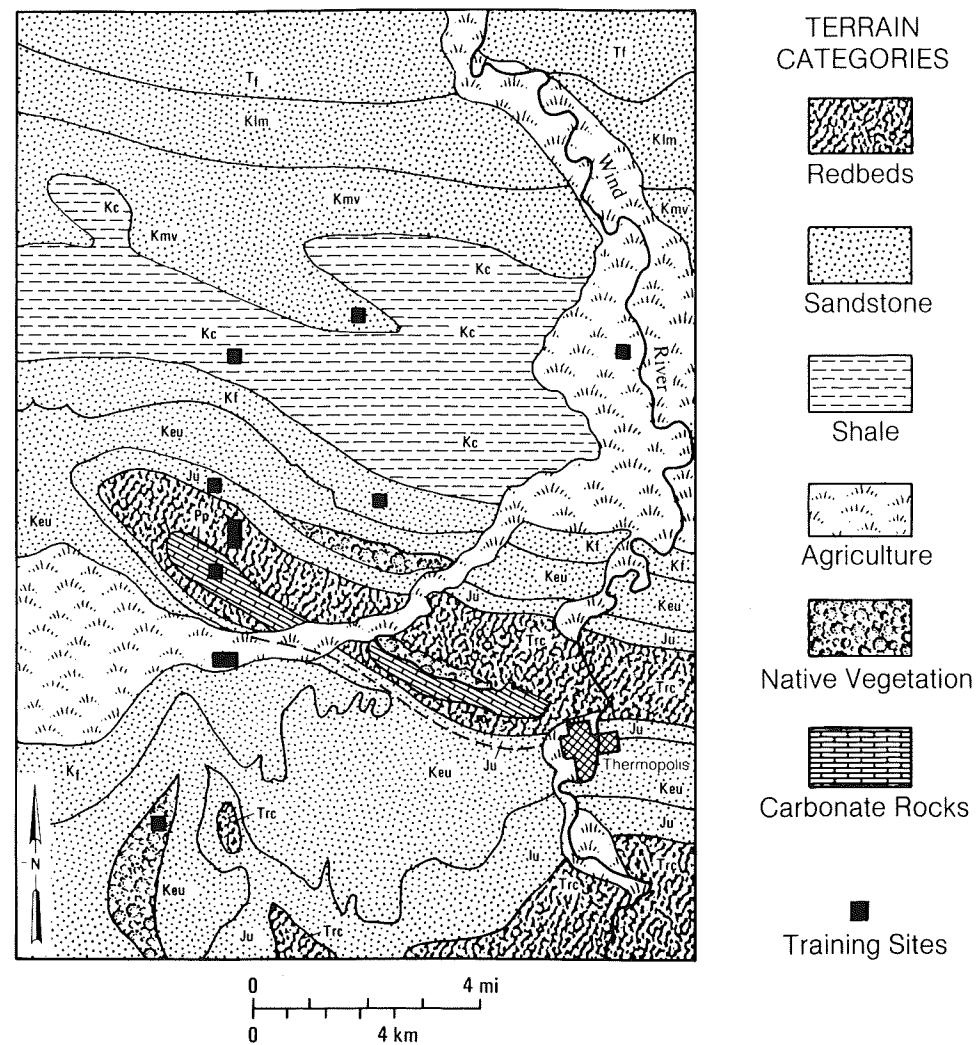 TERRAIN
CATEGORIES
Redbeds
Sandstone
Shale
Agriculture
Native Vegetation
Carbonate Rocks
Training Sites
Tf
Tf
Klm
Klm
Wind
Kmv
Kmv
Kc
Kmv
Kc
Kc
Kc
River
Kf
Keu
Kc
Ju
Pp
Keu
Kf
Kf
Keu
Ju
Keu
Trc
Ju
Trc
Ju
Ju
Keu
Thermopolis
Kf
Keu
Trc
Ju
Ju
Trc
Trc
N
Keu
Ju
Trc
0 4 mi
0 4 km